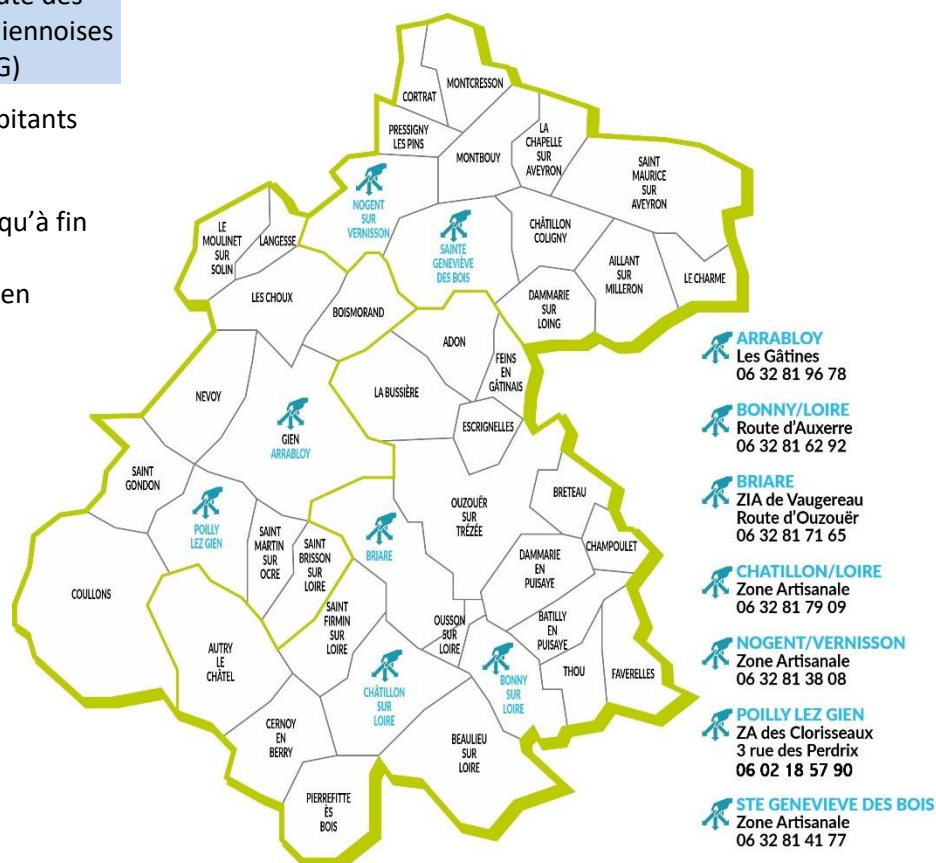 iennoises
G)
bitants
qu’à fin
en
CORTRAT
MONTCRESSON
PRESSIGNY
LES PINS
MONTBOUY
LA
CHAPELLE
SUR
AVEYRON
SAINT
MAURICE
SUR
AVEYRON
NOGENT
SUR
VERNISSON
LE
MOULINET
SUR
SOLIN
LANGESSE
SAINTE
GENEVIÈVE
DES BOIS
CHÂTILLON
COLIGNY
AILLANT
SUR
MILLERON
LE CHARME
LES CHOUX
BOISMORAND
DAMMARIE
SUR
LOING
ADON
FEINS
EN
GÂTINAIS
NEVOY
LA BUSSIÈRE
ESCRIGNELLES
GIEN
ARRABLOY
SAINT
GONDON
OUZOUËR
SUR
TRÉZÉE
BRETEAU
POILLY
LEZ GIEN
SAINT
MARTIN
SUR
OCRE
SAINT
BRISSON
SUR
LOIRE
BRIARE
DAMMARIE
EN
PUISAYE
CHAMPOULET
COULLONS
SAINT
FIRMIN
SUR
LOIRE
OUSSON
SUR
LOIRE
BATILLY
EN
PUISAYE
AUTRY
LE
CHÂTEL
CHÂTILLON
SUR
LOIRE
BONNY
SUR
LOIRE
THOU
FAVERELLES
CERNOY
EN
BERRY
BEAULIEU
SUR
LOIRE
PIERREFITTE
ÈS
BOIS
ARRABLOY
Les Gâtines
06 32 81 96 78
BONNY/LOIRE
Route d’Auxerre
06 32 81 62 92
BRIARE
ZIA de Vaugereau
Route d’Ouzouër
06 32 81 71 65
CHATILLON/LOIRE
Zone Artisanale
06 32 81 79 09
NOGENT/VERNISSON
Zone Artisanale
06 32 81 38 08
POILLY LEZ GIEN
ZA des Clorisseaux
3 rue des Perdrix
06 02 18 57 90
STE GENEVIEVE DES BOIS
Zone Artisanale
06 32 81 41 77